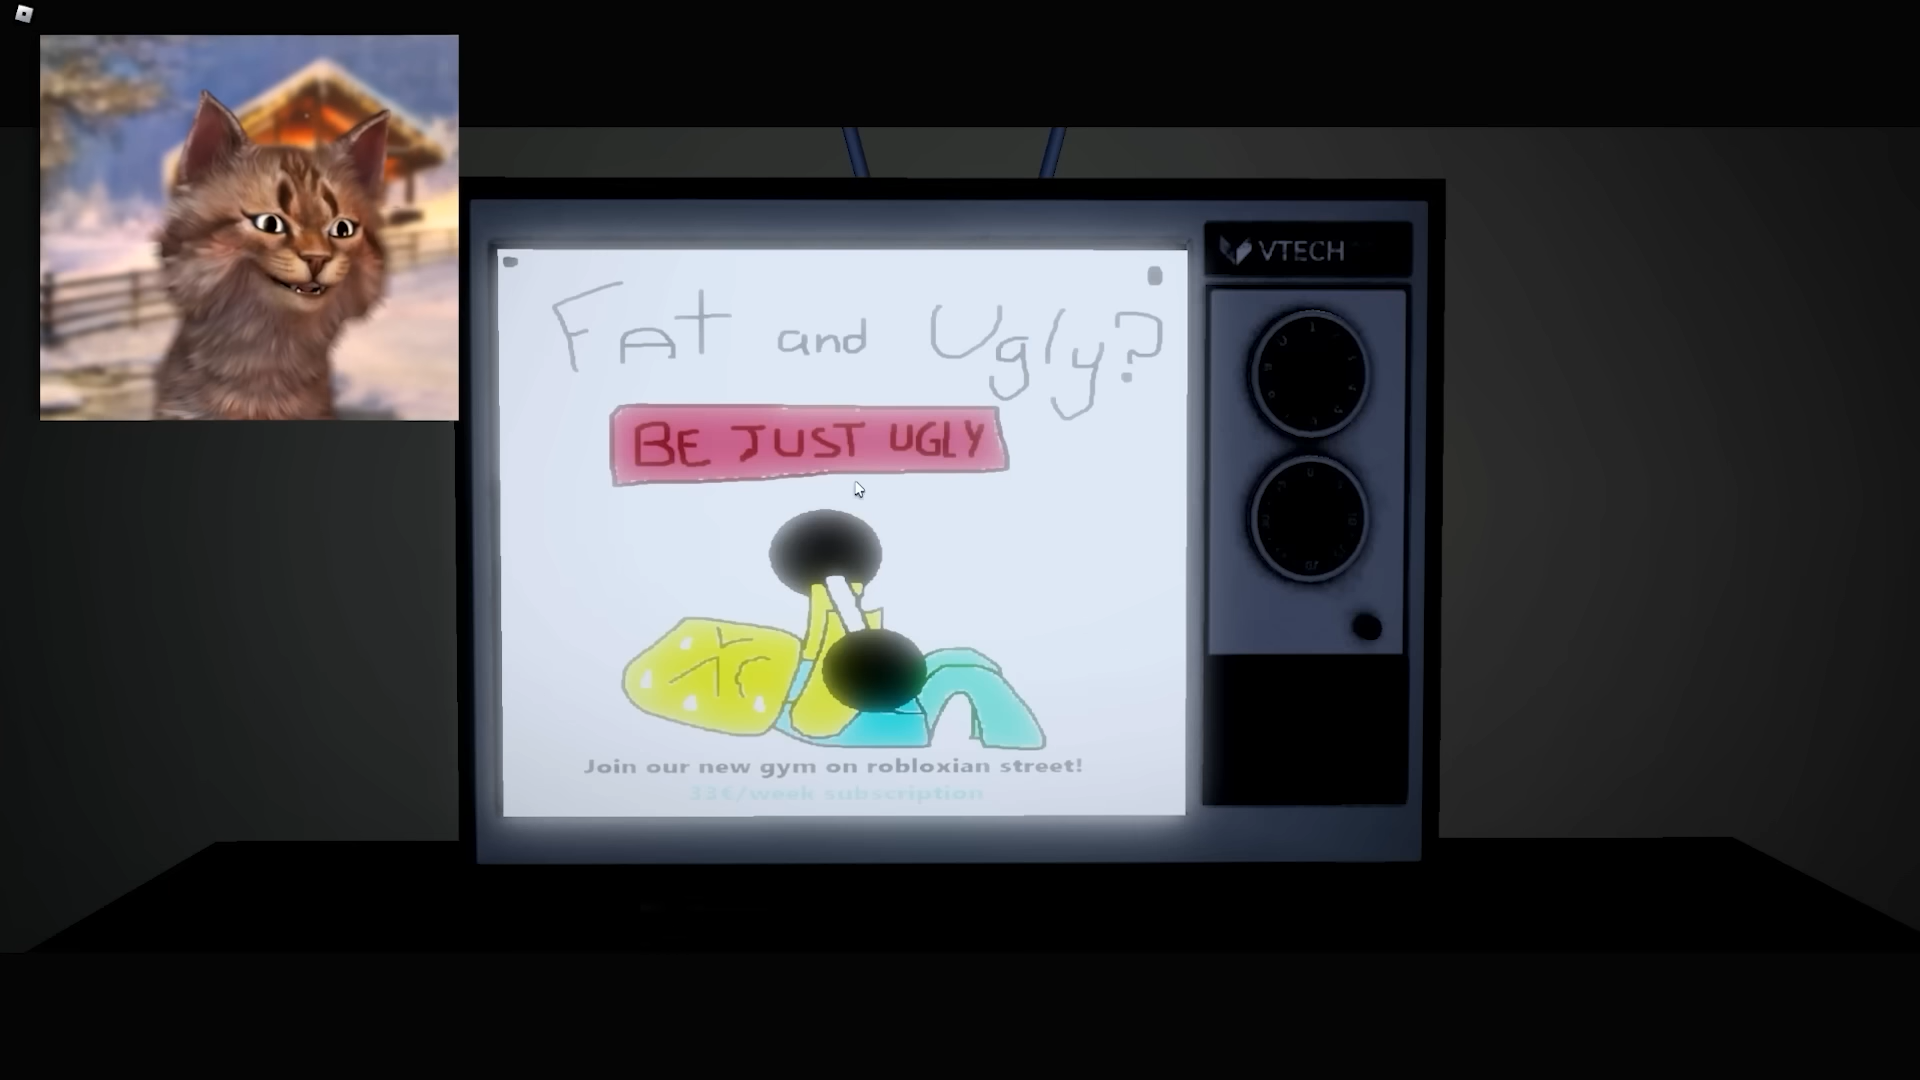 VTECH
Fat and Ugly?
BE JUST UGLY
Join our new gym on robloxian street!
33€/week subscription